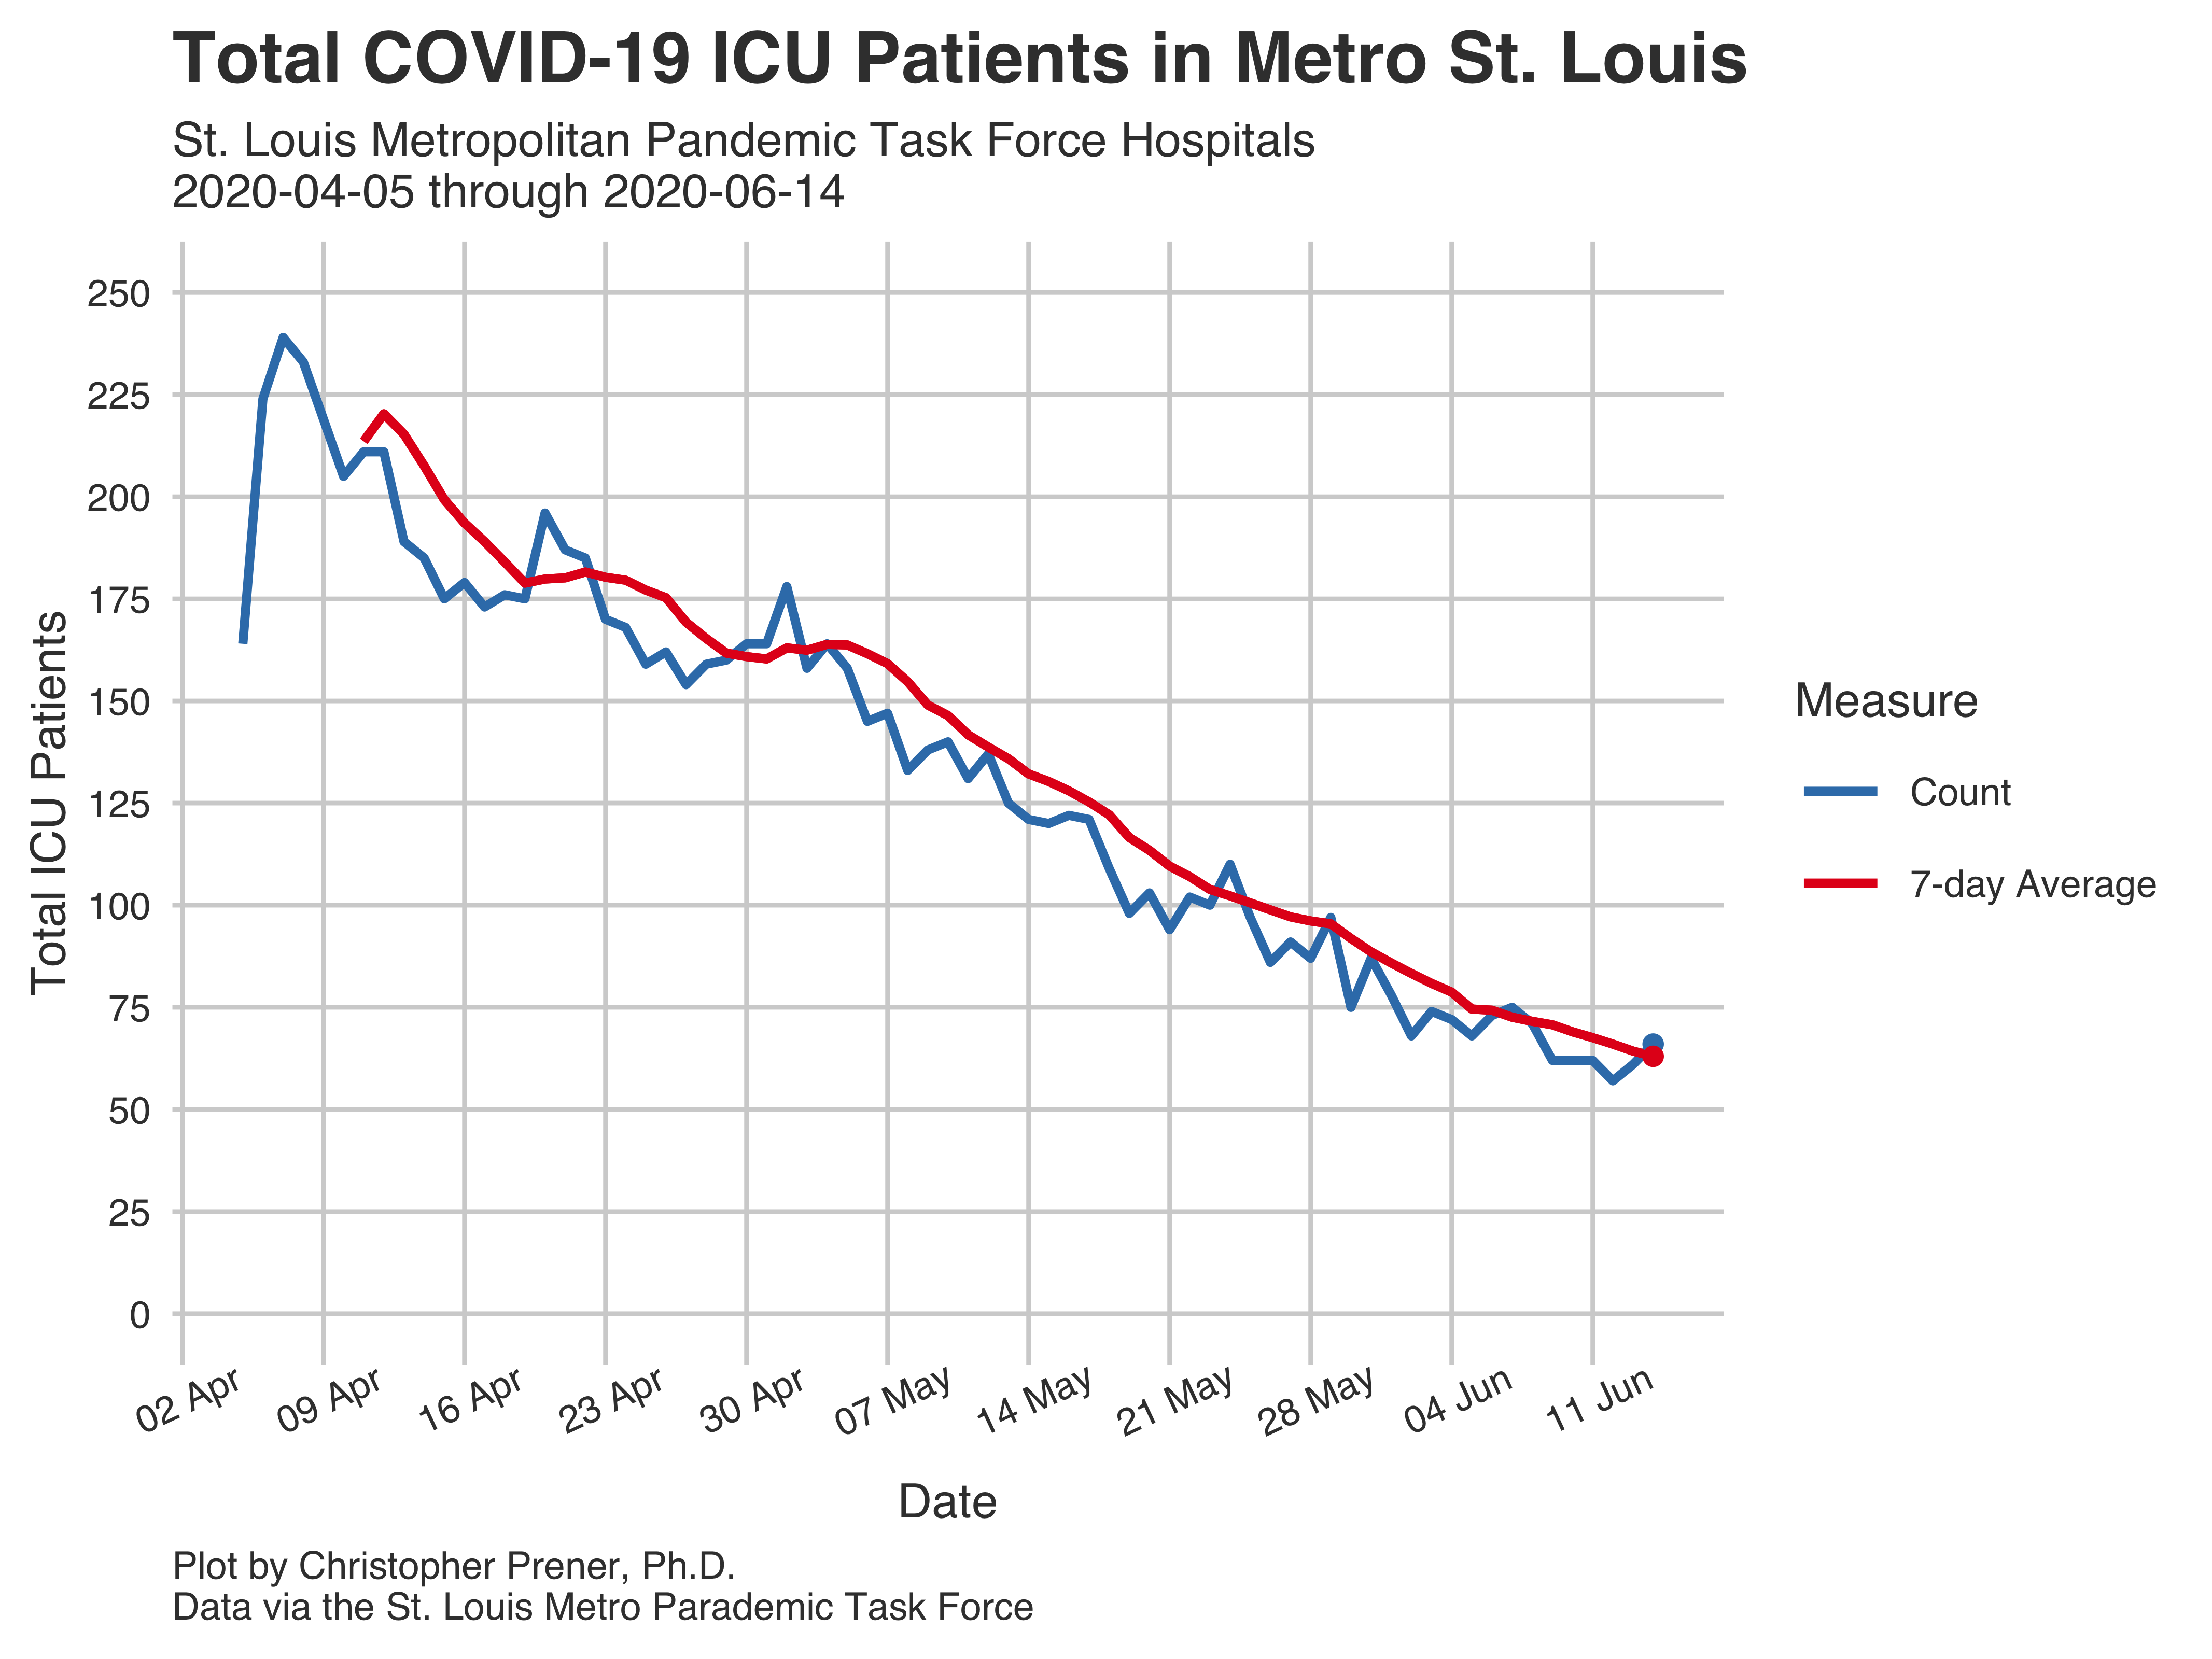 Total COVID-19 ICU Patients in Metro St. Louis
St. Louis Metropolitan Pandemic Task Force Hospitals
2020-04-05 through 2020-06-14
250
225
200
175
150
125
100
75
50
25
0
Total ICU Patients
02 Apr
09 Apr
16 Apr
23 Apr
30 Apr
07 May
14 May
21 May
28 May
04 Jun
11 Jun
Date
Measure
Count
7-day Average
Plot by Christopher Prener, Ph.D.
Data via the St. Louis Metro Parademic Task Force